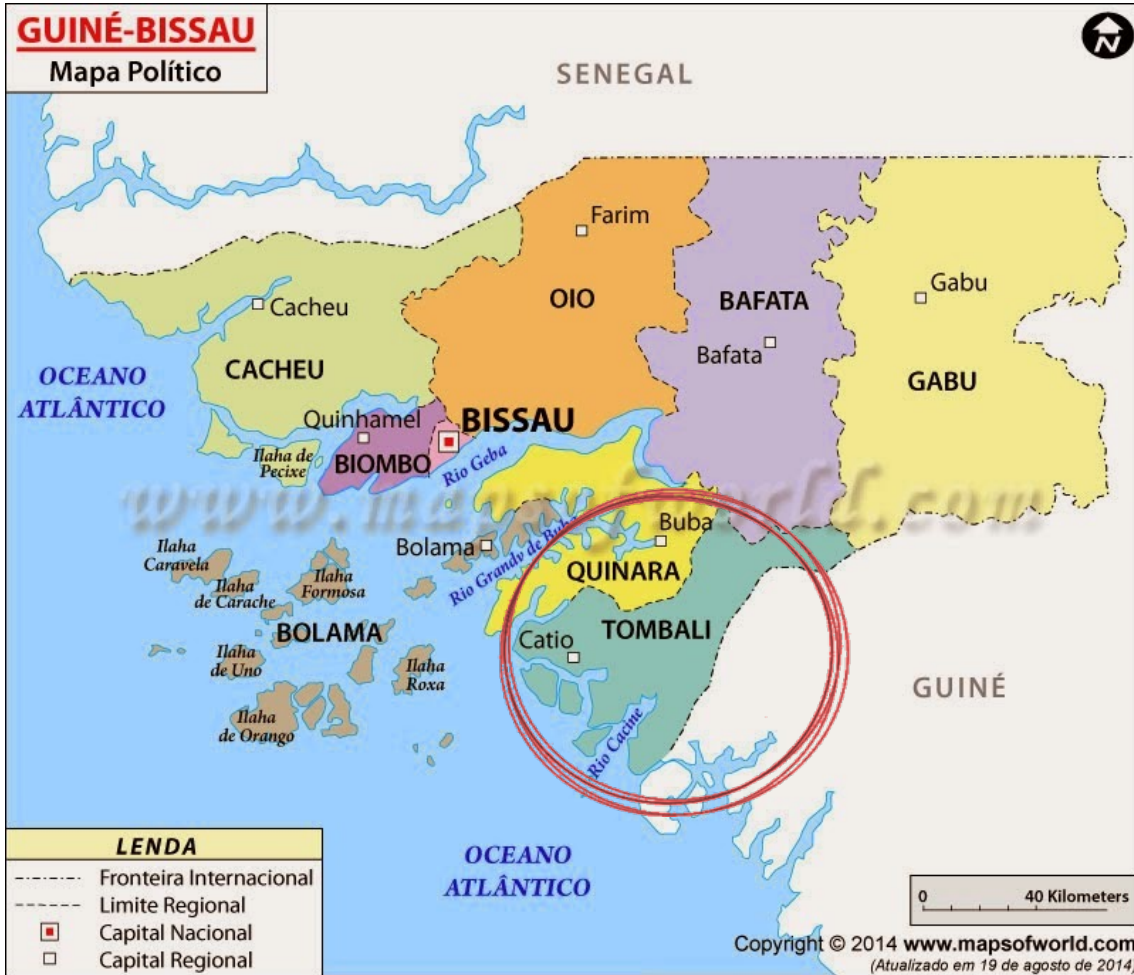 GUINÉ-BISSAU
Mapa Político
N
SENEGAL
Farim
OIO
Cacheu
CACHEU
BAFATA
Bafata
Gabu
GABU
OCEANO
ATLÂNTICO
Quinhamel
BISSAU
BIOMBO
Ilaha de
Pecixe
Rio Geba
www.mapsofworld.com
Buba
Bolama
Rio Grandv de Buba
QUINARA
Ilaha
Caravela
Ilaha
de Carache
Ilaha
Formosa
BOLAMA
TOMBALI
Catio
Ilaha
de Uno
Ilaha
Roxa
Ilaha
de Orango
Rio Cacine
GUINÉ
OCEANO
ATLÂNTICO
LENDA
Fronteira Internacional
Limite Regional
Capital Nacional
Capital Regional
0 40 Kilometers
Copyright © 2014 www.mapsofworld.com
(Atualizado em 19 de agosto de 2014)